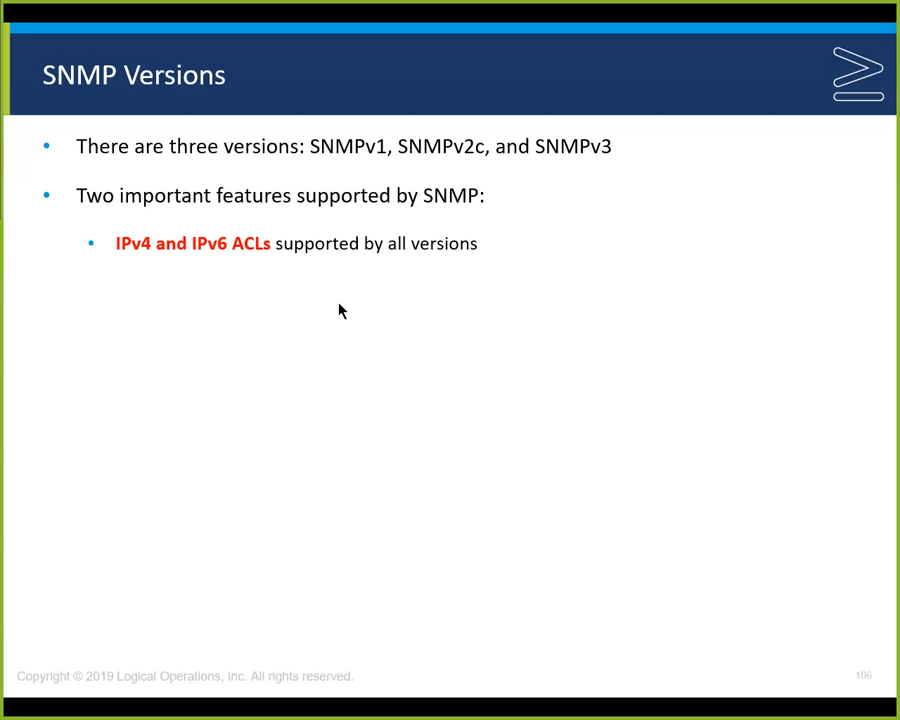 SNMP Versions
• There are three versions: SNMPv1, SNMPv2c, and SNMPv3
• Two important features supported by SNMP:
• IPv4 and IPv6 ACLs supported by all versions
Copyright © 2019 Logical Operations, Inc. All rights reserved.
106